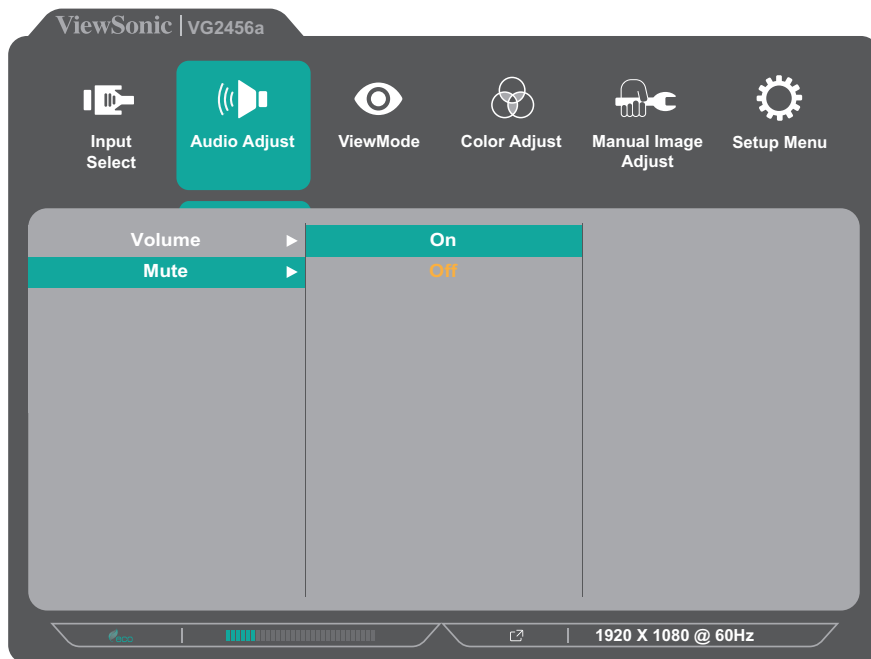 ViewSonic | VG2456a
Input
Select
Audio Adjust
ViewMode
Color Adjust
Manual Image
Adjust
Setup Menu
Volume
On
Mute
Off
eco
1920 X 1080 @ 60Hz